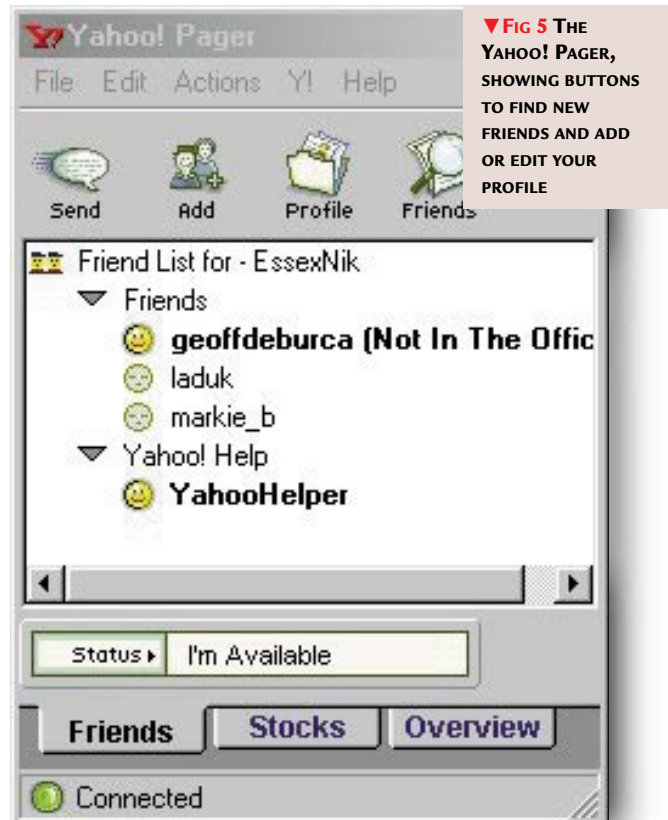 Yahoo! Pager
File Edit Actions Y! Help
▼FIG 5 THE
YAHOO! PAGER,
SHOWING BUTTONS
TO FIND NEW
FRIENDS AND ADD
OR EDIT YOUR
PROFILE
Send Add Profile Friends
Friend List for - EssexNik
Friends
geoffdeburca (Not In The Offic
laduk
markie_b
Yahoo! Help
YahooHelper
Status I'm Available
Friends Stocks Overview
Connected